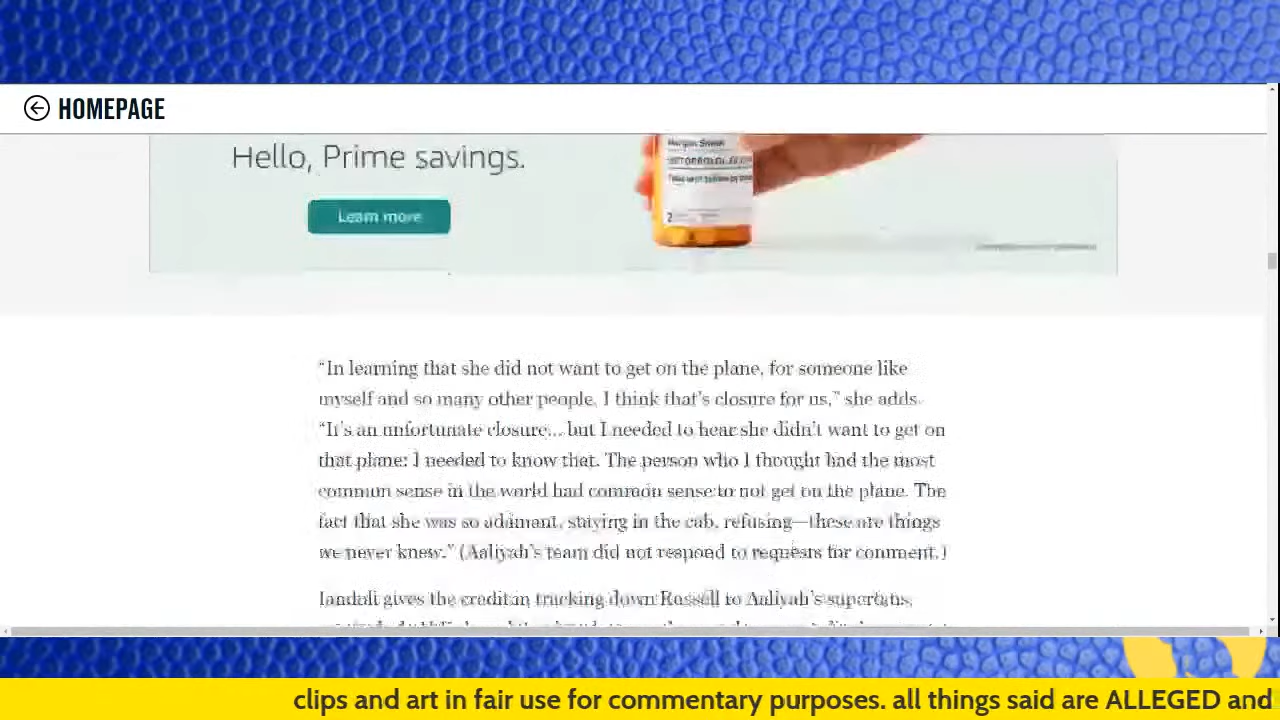 HOMEPAGE
Hello, Prime savings.
Learn more
2
“In learning that she did not want to get on the plane, for someone like
myself and so many other people, I think that’s closure for us,” she adds.
“It’s an unfortunate closure... but I needed to hear she didn’t want to get on
that plane; I needed to know that. The person who I thought had the most
common sense in the world had common sense to not get on the plane. The
fact that she was so adamant, staying in the cab, refusing—these are things
we never knew.” (Aaliyah’s team did not respond to requests for comment.)
Iandoli gives the credit in tracking down Russell to Aaliyah’s superfans,
clips and art in fair use for commentary purposes. all things said are ALLEGED and